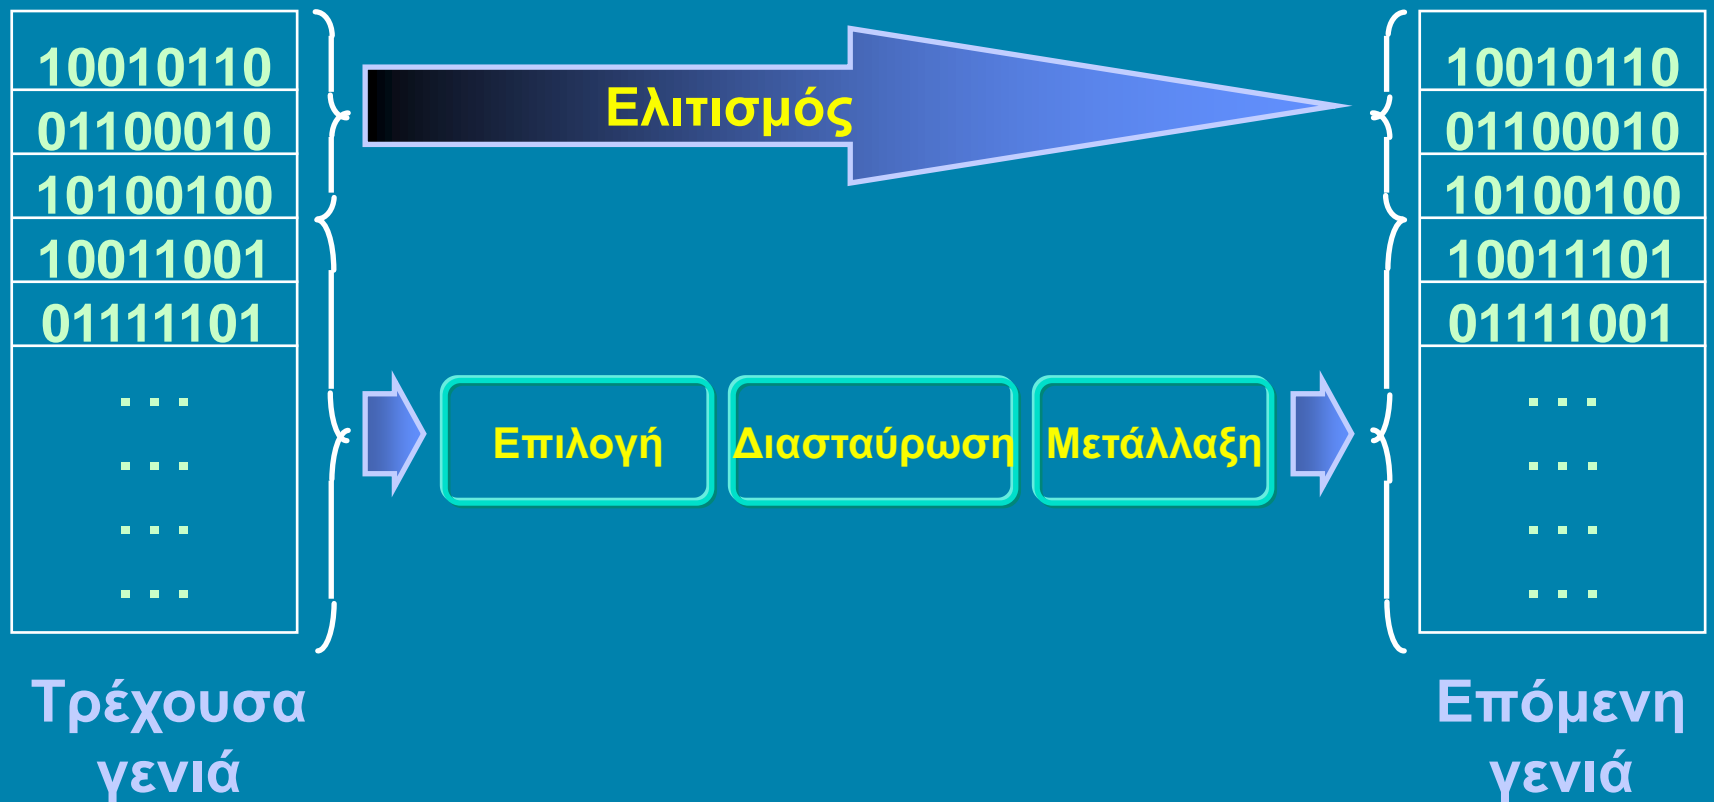 10010110
01100010
10100100
10011001
01111101
. . .
. . .
. . .
. . .
Τρέχουσα
γενιά
Ελιτισμός
Επιλογή
Διασταύρωση
Μετάλλαξη
10010110
01100010
10100100
10011101
01111001
. . .
. . .
. . .
. . .
Επόμενη
γενιά